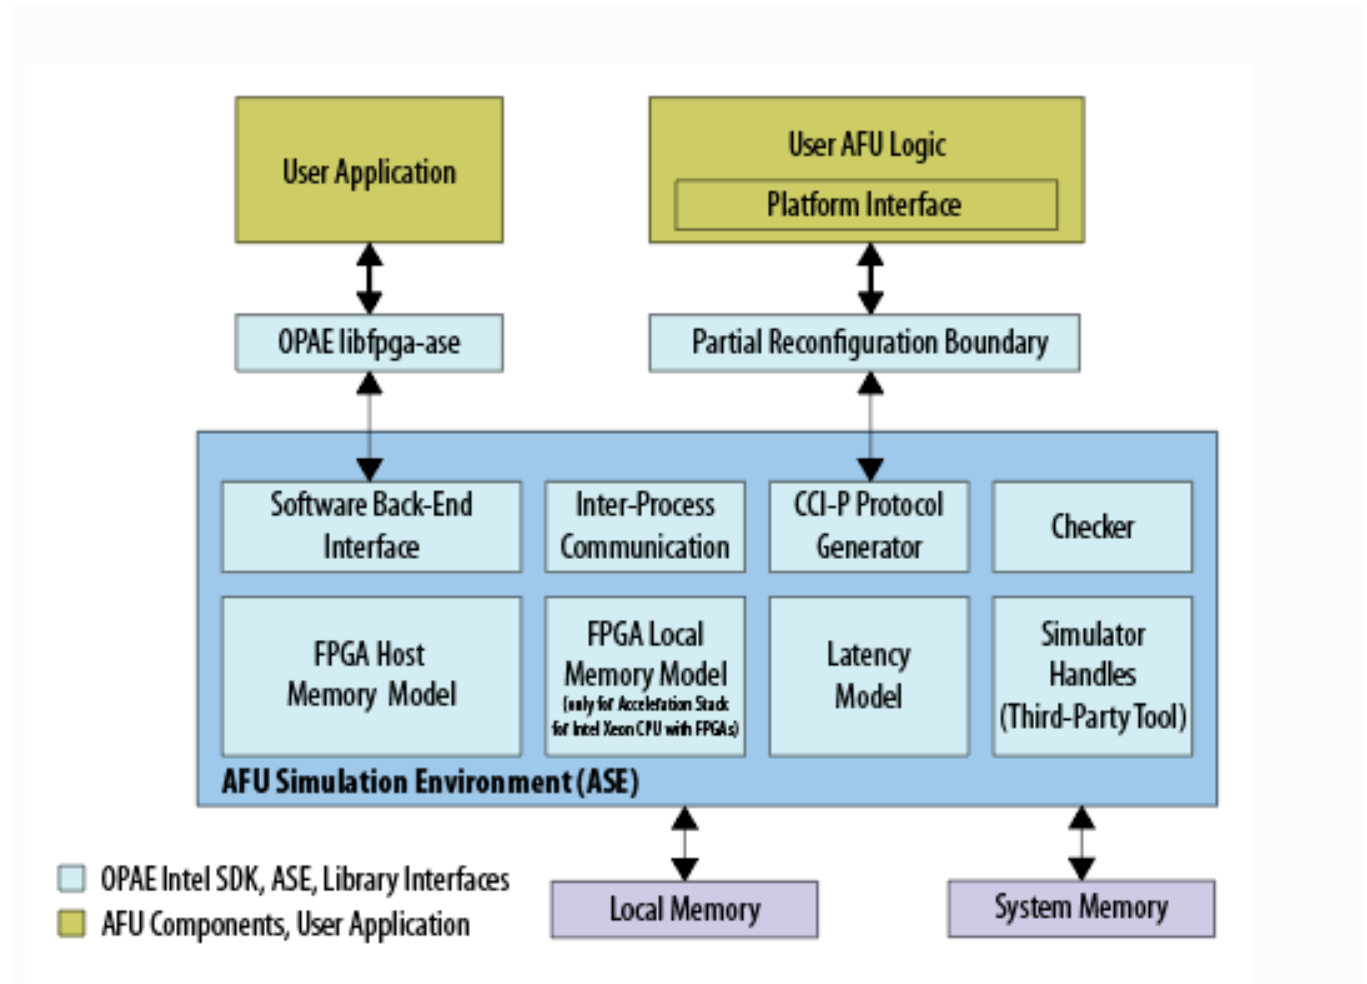 User Application
User AFU Logic
Platform Interface
OPAE libfpga-ase
Partial Reconfiguration Boundary
Software Back-End
Interface
Inter-Process
Communication
CCI-P Protocol
Generator
Checker
FPGA Host
Memory Model
FPGA Local
Memory Model
(only for Acceleration Stack
for Intel Xeon CPU with FPGAs)
Latency
Model
Simulator
Handles
(Third-Party Tool)
AFU Simulation Environment (ASE)
OPAE Intel SDK, ASE, Library Interfaces
AFU Components, User Application
Local Memory
System Memory